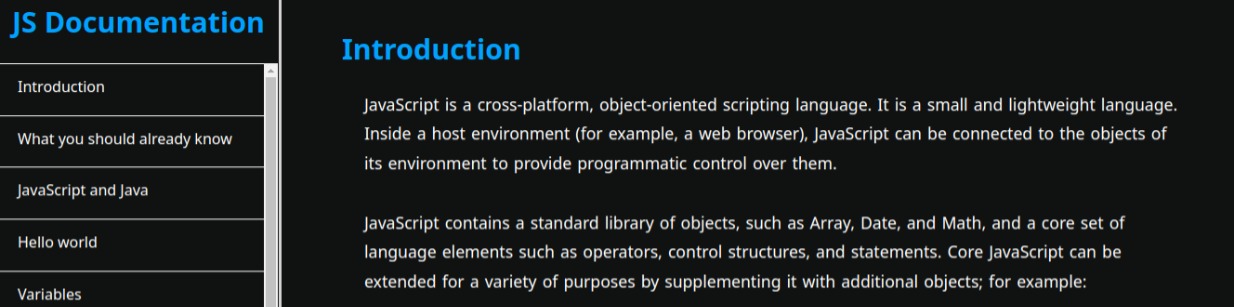 JS Documentation
Introduction
What you should already know
JavaScript and Java
Hello world
Variables
Introduction
JavaScript is a cross-platform, object-oriented scripting language. It is a small and lightweight language.
Inside a host environment (for example, a web browser), JavaScript can be connected to the objects of
its environment to provide programmatic control over them.
JavaScript contains a standard library of objects, such as Array, Date, and Math, and a core set of
language elements such as operators, control structures, and statements. Core JavaScript can be
extended for a variety of purposes by supplementing it with additional objects; for example: